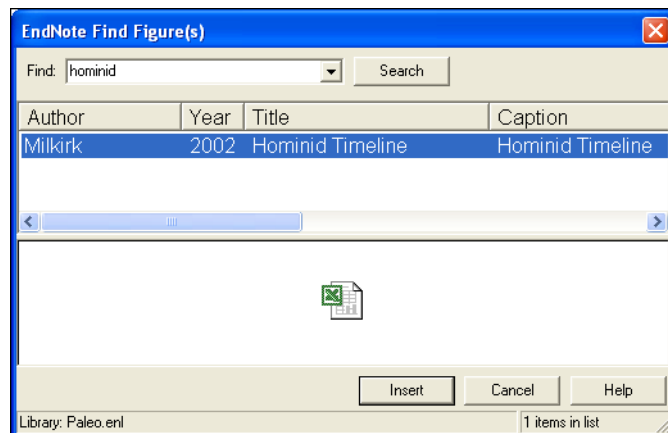 EndNote Find Figure(s)
Find: hominid Search
Author Year Title Caption
Milkirk 2002 Hominid Timeline Hominid Timeline
Insert Cancel Help
Library: Paleo.enl 1 items in list